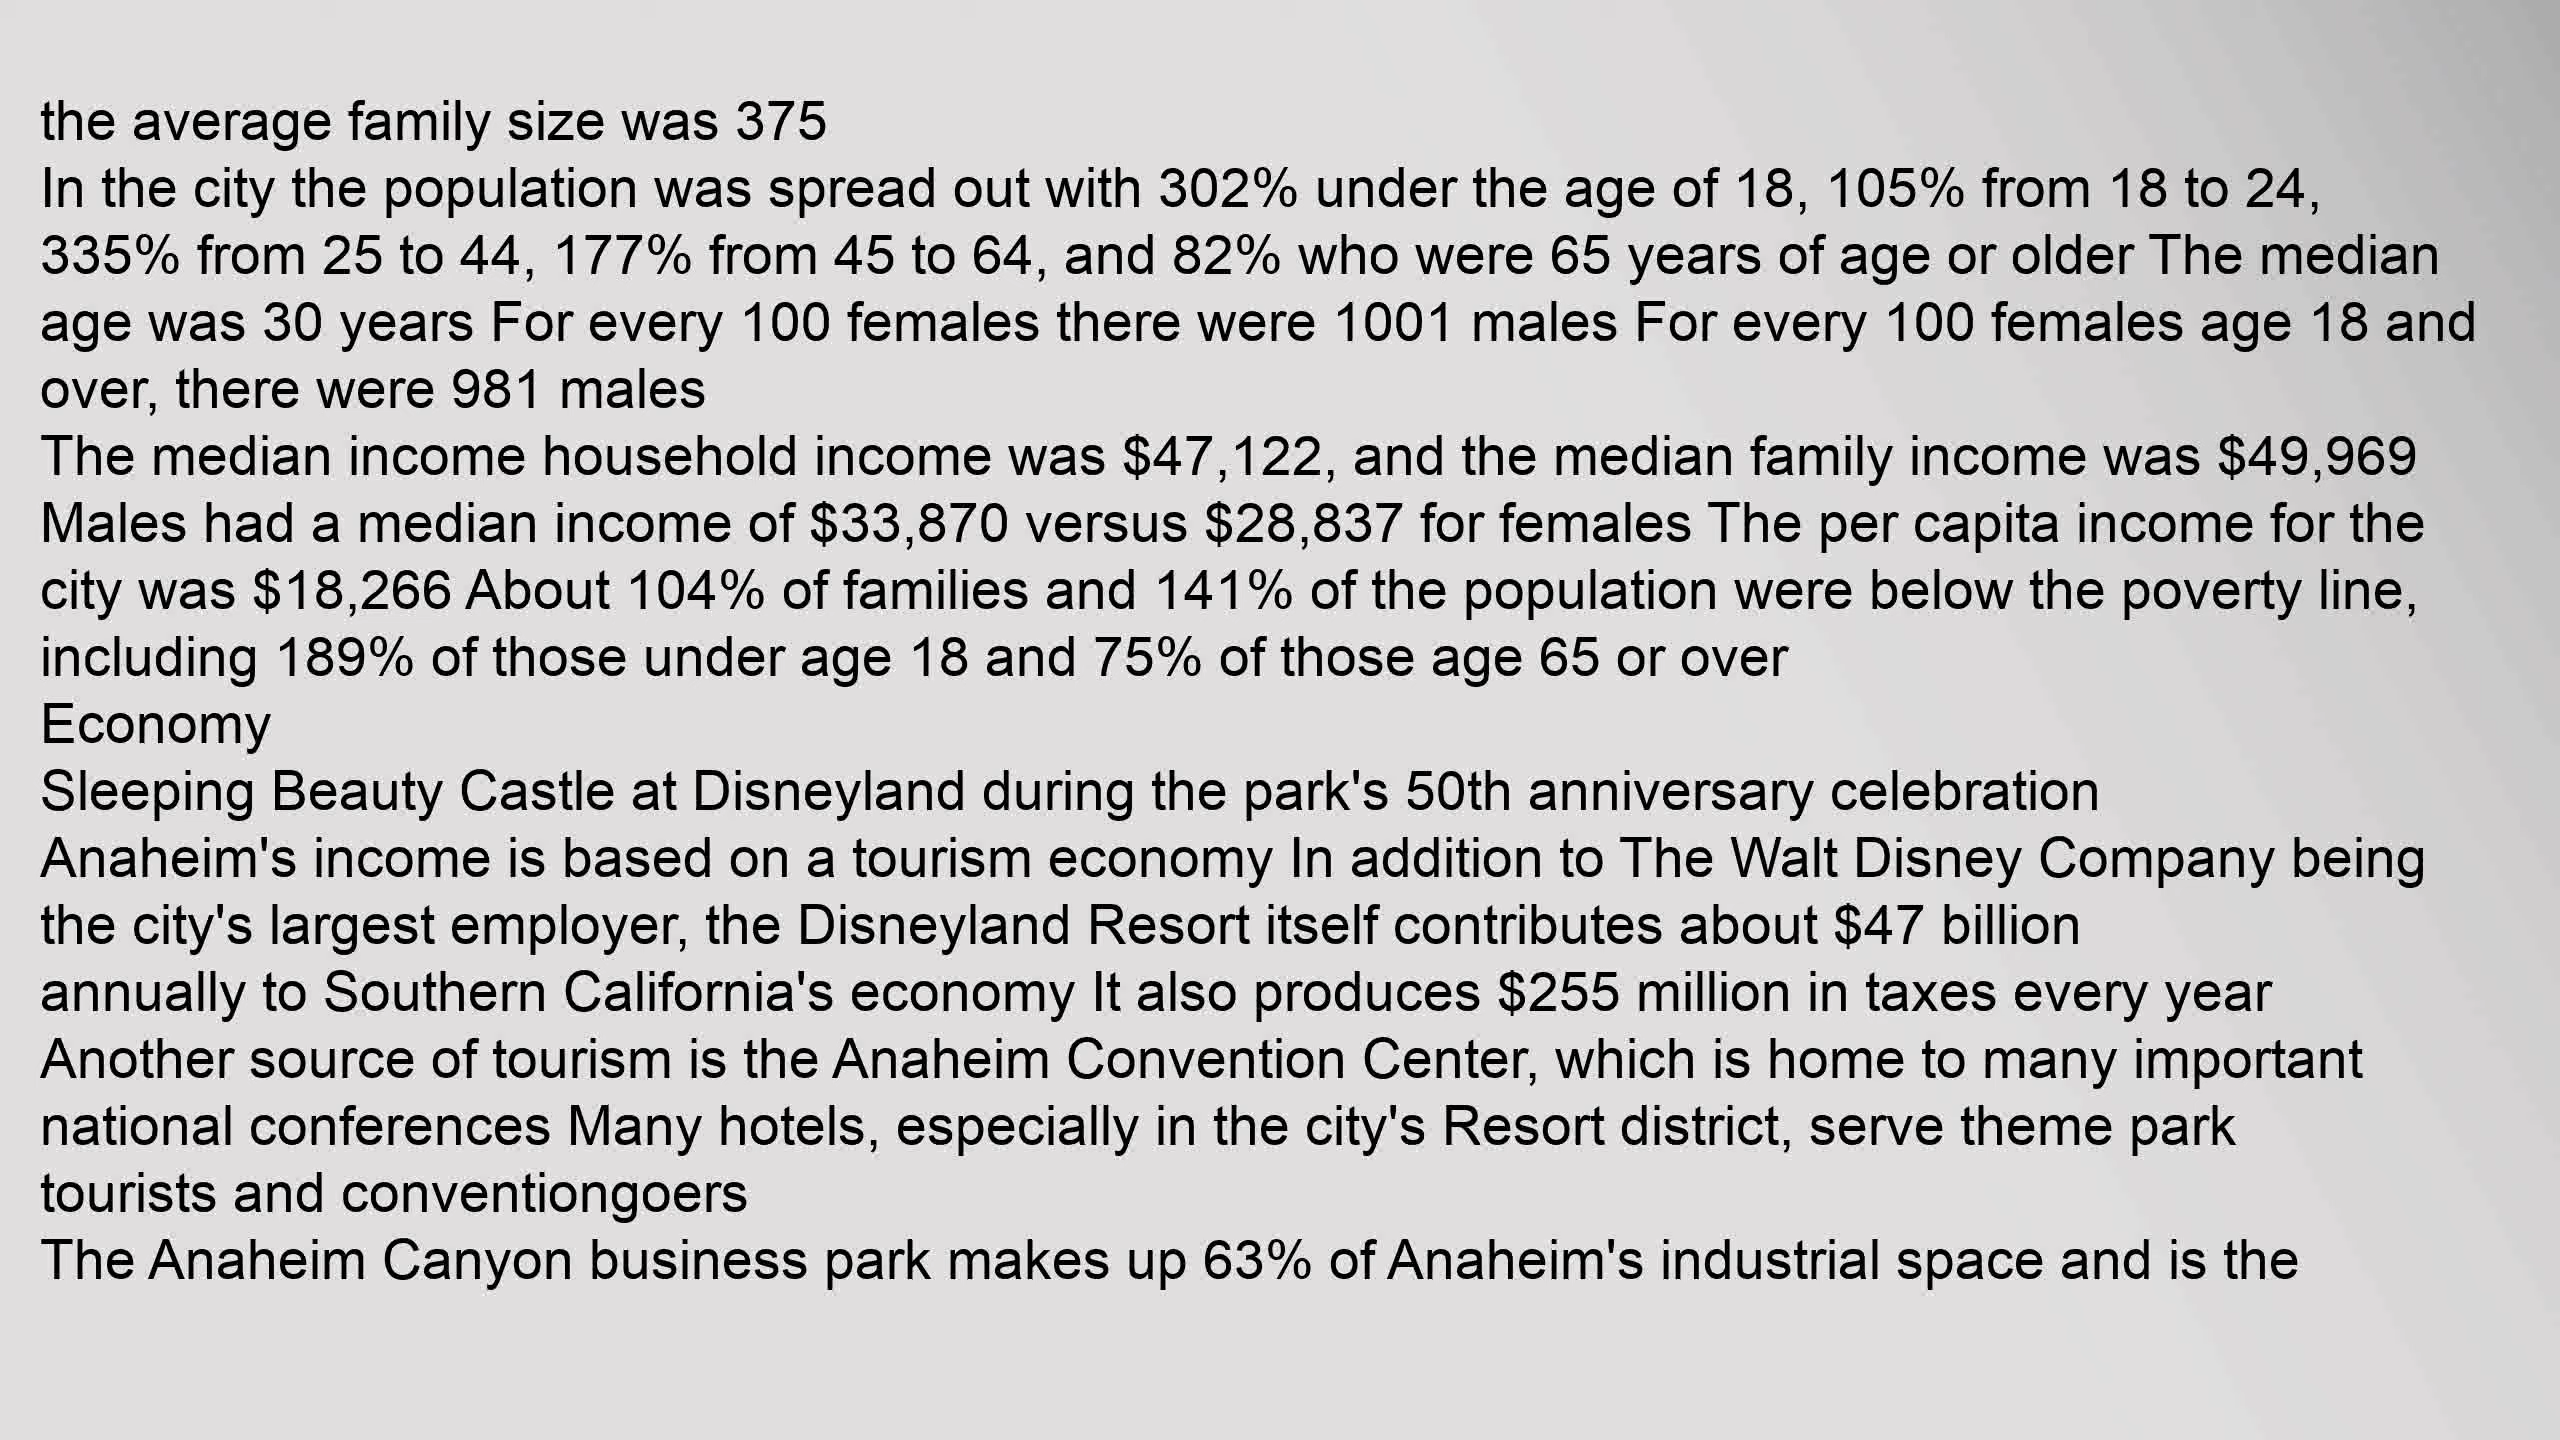 the average family size was 375
In the city the population was spread out with 302% under the age of 18, 105% from 18 to 24,
335% from 25 to 44, 177% from 45 to 64, and 82% who were 65 years of age or older The median
age was 30 years For every 100 females there were 1001 males For every 100 females age 18 and
over, there were 981 males
The median income household income was $47,122, and the median family income was $49,969
Males had a median income of $33,870 versus $28,837 for females The per capita income for the
city was $18,266 About 104% of families and 141% of the population were below the poverty line,
including 189% of those under age 18 and 75% of those age 65 or over
Economy
Sleeping Beauty Castle at Disneyland during the park's 50th anniversary celebration
Anaheim's income is based on a tourism economy In addition to The Walt Disney Company being
the city's largest employer, the Disneyland Resort itself contributes about $47 billion
annually to Southern California's economy It also produces $255 million in taxes every year
Another source of tourism is the Anaheim Convention Center, which is home to many important
national conferences Many hotels, especially in the city's Resort district, serve theme park
tourists and conventiongoers
The Anaheim Canyon business park makes up 63% of Anaheim's industrial space and is the